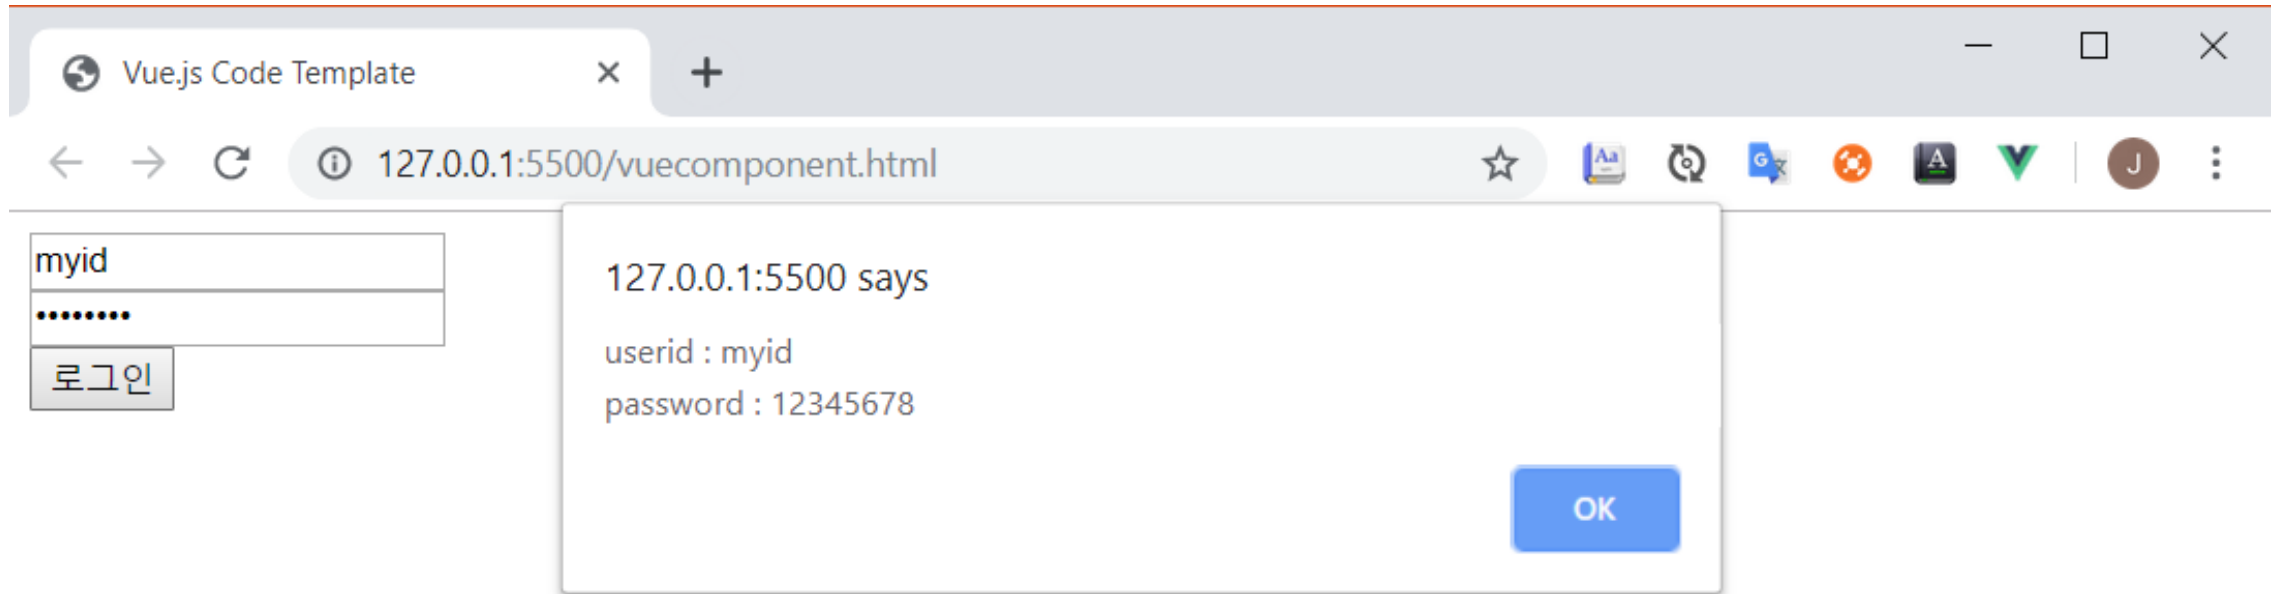 Vue.js Code Template
127.0.0.1:5500/vuecomponent.html
Aa
G
A
J
myid
••••••••
로그인
127.0.0.1:5500 says
userid : myid
password : 12345678
OK